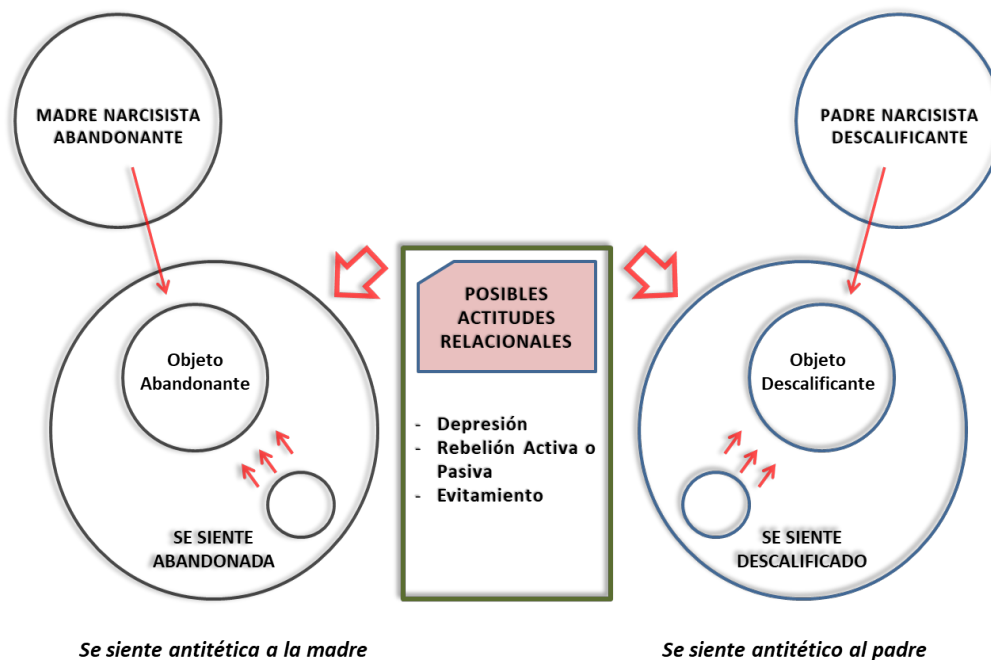 MADRE NARCISISTA
ABANDONANTE
PADRE NARCISISTA
DESCALIFICANTE
POSIBLES
ACTITUDES
RELACIONALES
- Depresión
- Rebelión Activa o
Pasiva
- Evitamiento
Objeto
Abandonante
SE SIENTE
ABANDONADA
Objeto
Descalificante
SE SIENTE
DESCALIFICADO
Se siente antitética a la madre
Se siente antitético al padre